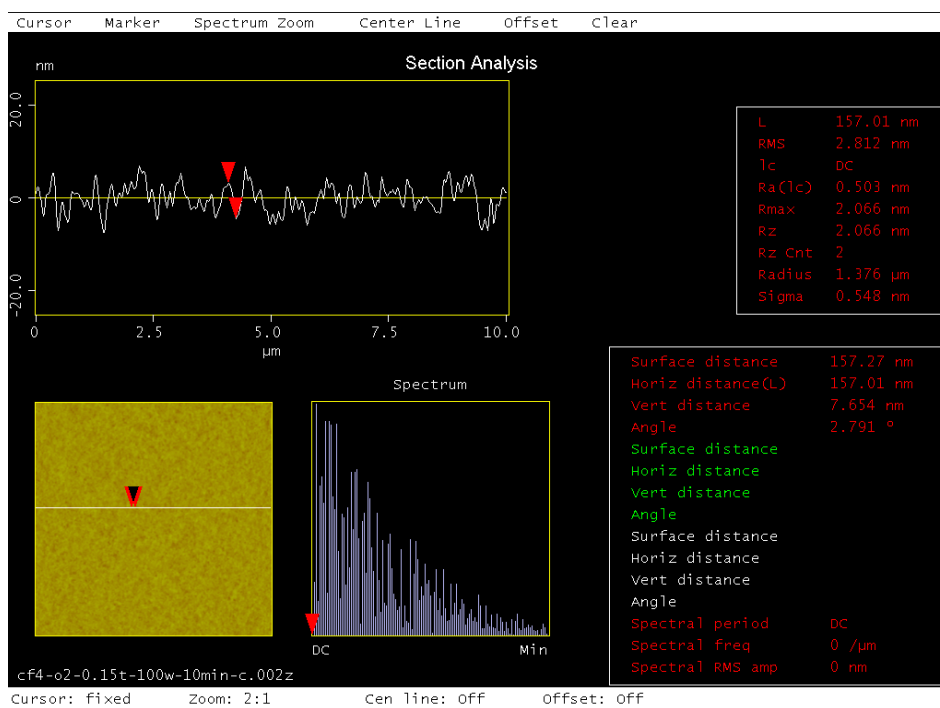 Cursor Marker Spectrum Zoom Center Line Offset Clear
Section Analysis
nm
20.0
0
-20.0
0 2.5 5.0 7.5 10.0
µm
L 157.01 nm
RMS 2.812 nm
lc DC
Ra(lc) 0.503 nm
Rmax 2.066 nm
Rz 2.066 nm
Rz Cnt 2
Radius 1.376 µm
Sigma 0.548 nm
Surface distance 157.27 nm
Horiz distance(L) 157.01 nm
Vert distance 7.654 nm
Angle 2.791 °
Surface distance
Horiz distance
Vert distance
Angle
Surface distance
Horiz distance
Vert distance
Angle
Spectral period DC
Spectral freq 0 /µm
Spectral RMS amp 0 nm
Spectrum
DC Min
cf4-o2-0.15t-100w-10min-c.002z
Cursor: fixed Zoom: 2:1 Cen line: Off Offset: Off